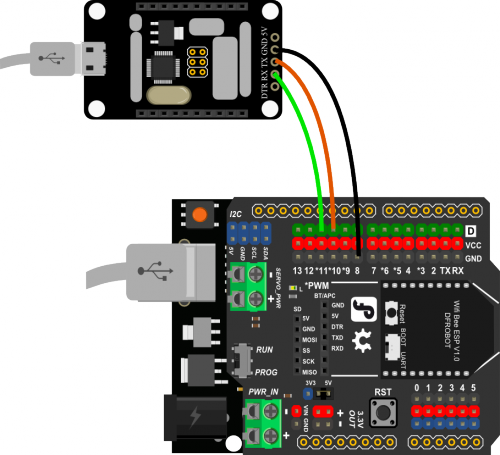 DTR RX TX GND 5V
I2C
5V
GND
SCL
SDA
D
VCC
GND
13 12 *11*10 *9 8 7 *6 *5 4 *3 2 TX RX
SERVO_PWR
+
L
*PWM
BT/APC
SD
5V
GND
MOSI
SS
SCK
MISO
GND
5V
DTR
TXD
RXD
Reset
BOOT
UART
Wifi Bee ESP V1.0
DFROBOT
RUN
PROG
3V3
5V
PWR_IN
-
+
VIN
GND
-
+
3.3V
OUT
RST
0 1 2 3 4 5